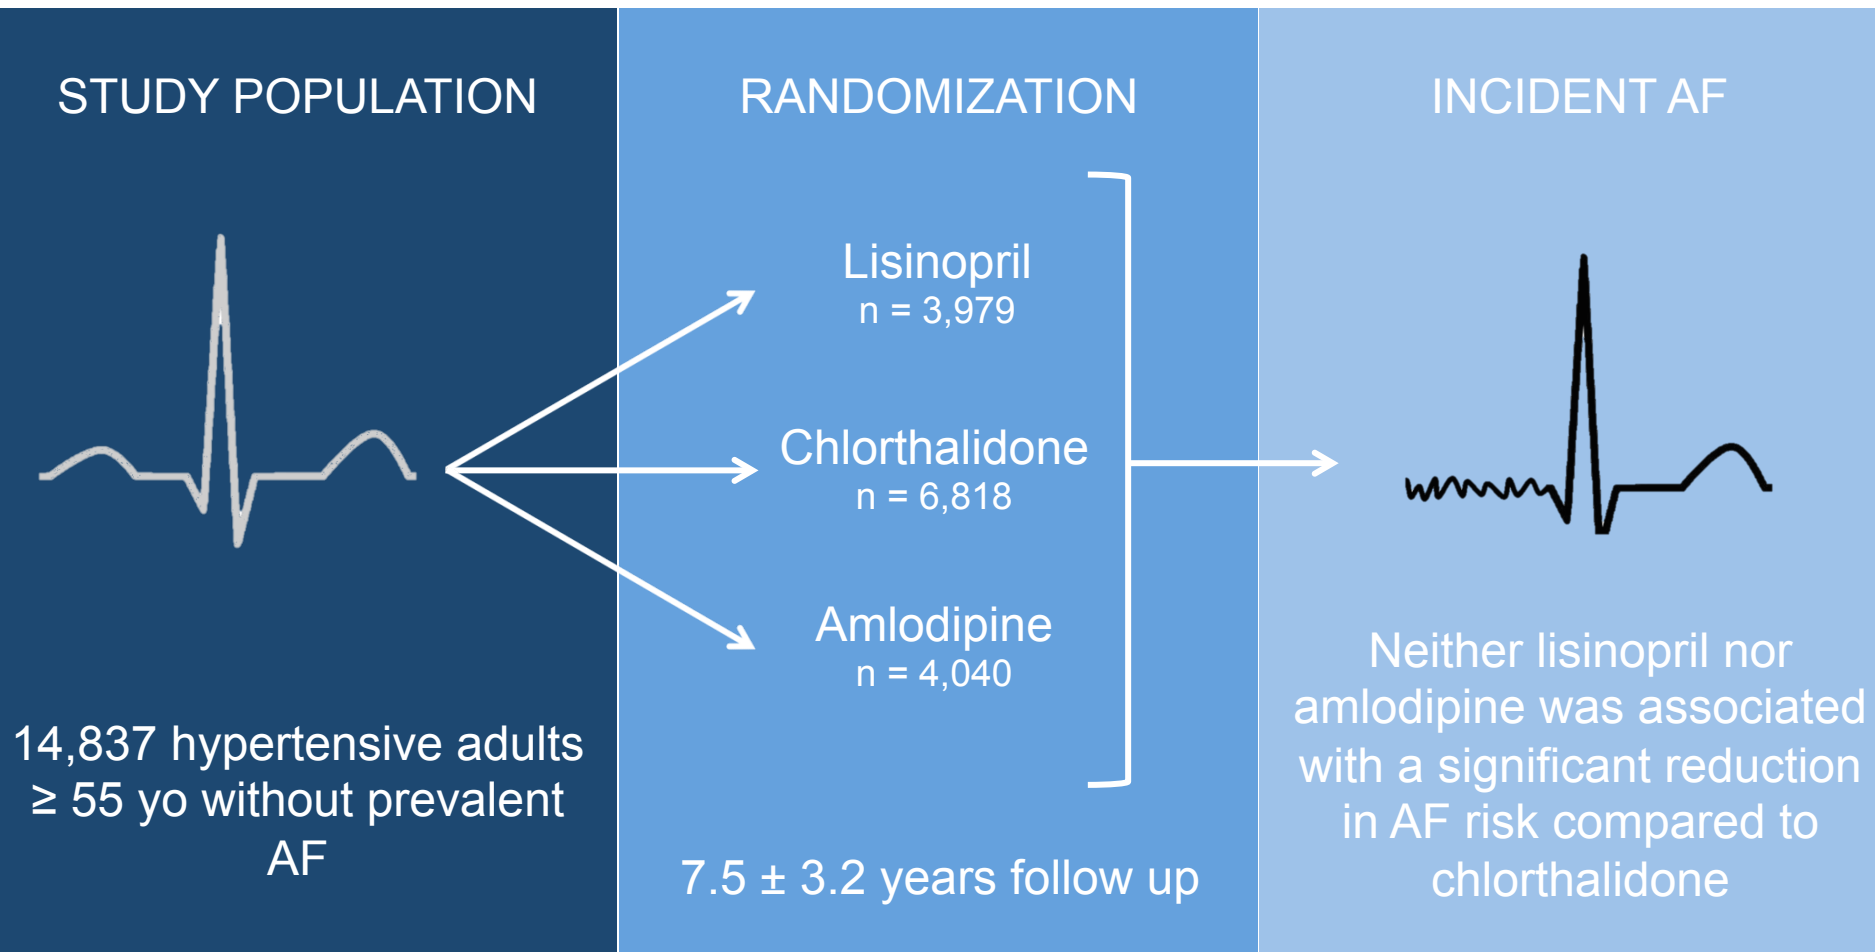 STUDY POPULATION
14,837 hypertensive adults
≥ 55 yo without prevalent
AF
RANDOMIZATION
Lisinopril
n = 3,979
Chlorthalidone
n = 6,818
Amlodipine
n = 4,040
7.5 ± 3.2 years follow up
INCIDENT AF
Neither lisinopril nor
amlodipine was associated
with a significant reduction
in AF risk compared to
chlorthalidone